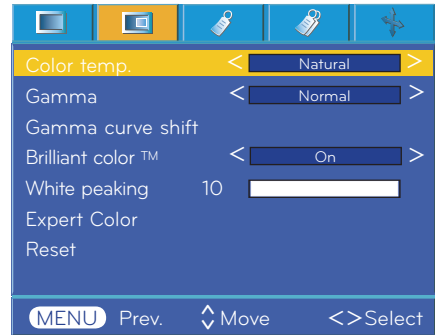 Color temp. < Natural >
Gamma < Normal >
Gamma curve shift
Brilliant color ™ < On >
White peaking 10
Expert Color
Reset
MENU Prev. Move <>Select